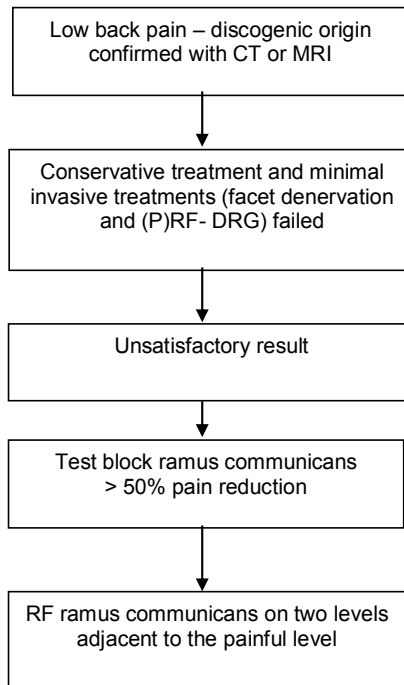 Low back pain – discogenic origin
confirmed with CT or MRI
Conservative treatment and minimal
invasive treatments (facet denervation
and (P)RF- DRG) failed
Unsatisfactory result
Test block ramus communicans
> 50% pain reduction
RF ramus communicans on two levels
adjacent to the painful level